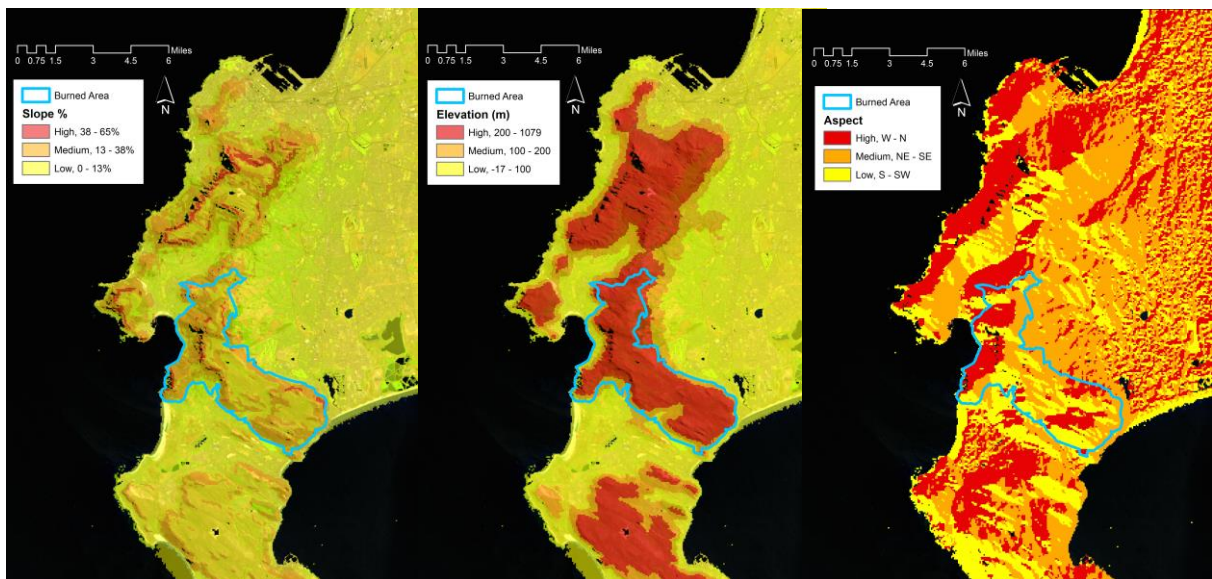 Miles
0 0.75 1.5 3 4.5 6
N
Burned Area
Slope %
High, 38 - 65%
Medium, 13 - 38%
Low, 0 - 13%
Miles
0 0.75 1.5 3 4.5 6
N
Burned Area
Elevation (m)
High, 200 - 1079
Medium, 100 - 200
Low, -17 - 100
Miles
0 0.75 1.5 3 4.5 6
N
Burned Area
Aspect
High, W - N
Medium, NE - SE
Low, S - SW